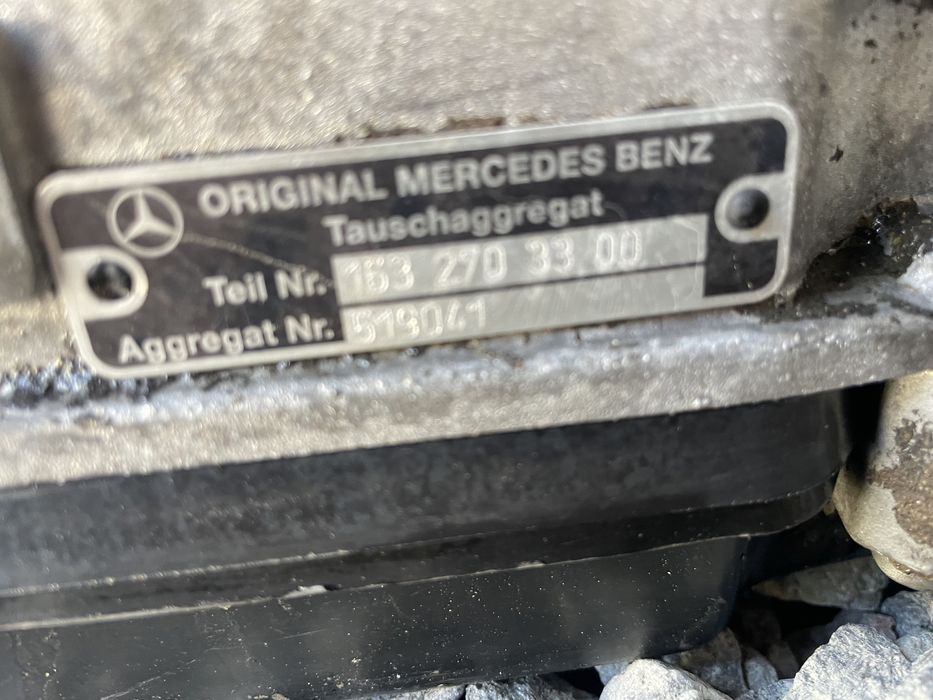 ORIGINAL MERCEDES BENZ
Tauschaggregat
Teil Nr. 163 270 33 00
Aggregat Nr. 519041